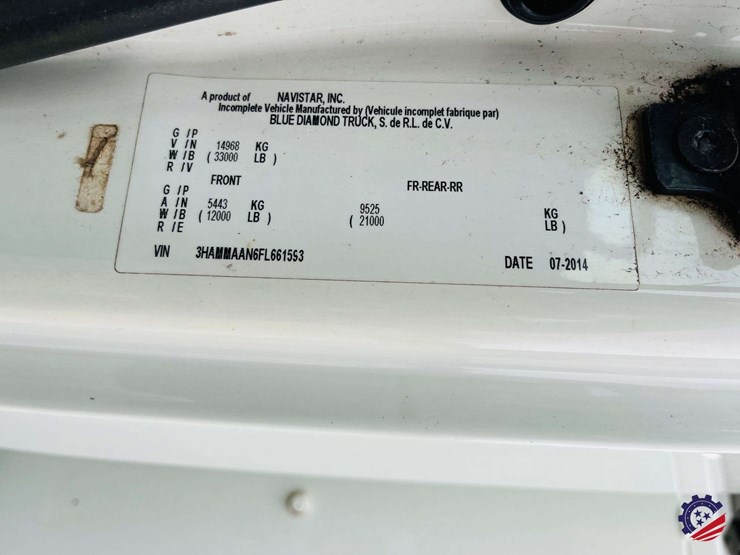 A product of NAVISTAR, INC.
Incomplete Vehicle Manufactured by (Vehicule incomplet fabrique par)
BLUE DIAMOND TRUCK, S. de R.L. de C.V.
G /P
V /N 14968 KG
W /B ( 33000 LB )
R /V
FRONT FR-REAR-RR
G /P
A /N 5443 KG 9525 KG
W /B ( 12000 LB ) ( 21000 LB )
R /E
VIN 3HAMMAAN6FL661593 DATE 07-2014